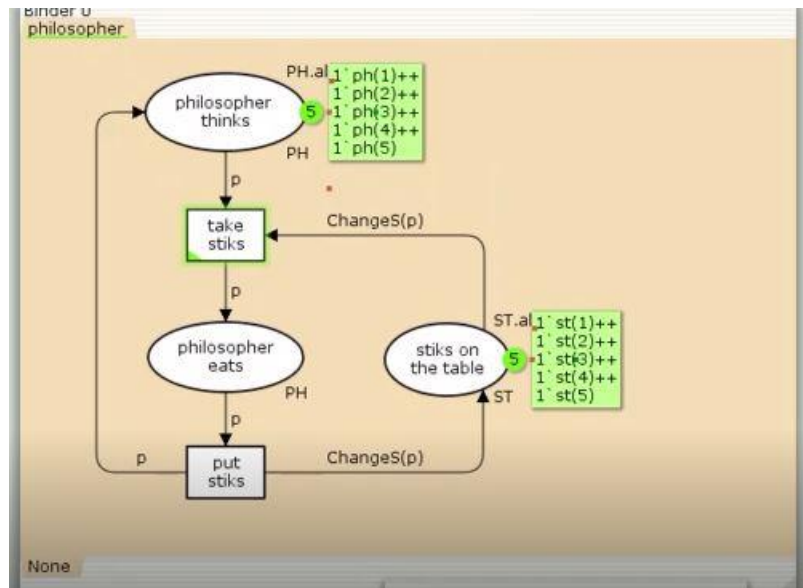 Binder 0
philosopher
philosopher
thinks
PH.al
5
1`ph(1)++
1`ph(2)++
1`ph(3)++
1`ph(4)++
1`ph(5)
PH
p
take
stiks
ChangeS(p)
p
philosopher
eats
PH
stiks on
the table
ST.al
5
1`st(1)++
1`st(2)++
1`st(3)++
1`st(4)++
1`st(5)
ST
p
p
put
stiks
ChangeS(p)
None